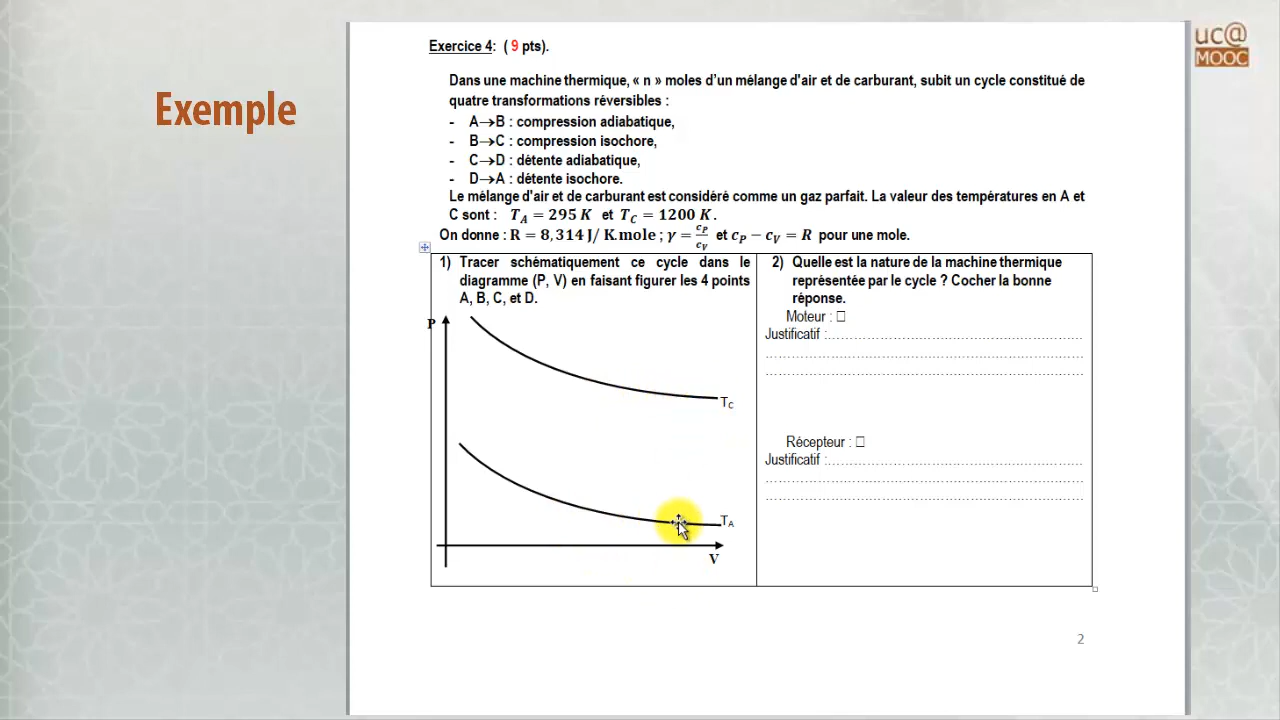 Exemple
uc@
MOOC
Exercice 4: ( 9 pts).
Dans une machine thermique, « n » moles d'un mélange d'air et de carburant, subit un cycle constitué de
quatre transformations réversibles :
- A→B : compression adiabatique,
- B→C : compression isochore,
- C→D : détente adiabatique,
- D→A : détente isochore.
Le mélange d'air et de carburant est considéré comme un gaz parfait. La valeur des températures en A et
C sont : T_A = 295 K et T_C = 1200 K.
On donne : R = 8,314 J/ K.mole ; γ = c_P/c_V et c_P − c_V = R pour une mole.
1) Tracer schématiquement ce cycle dans le
diagramme (P, V) en faisant figurer les 4 points
A, B, C, et D.
P
T_C
T_A
V
2) Quelle est la nature de la machine thermique
représentée par le cycle ? Cocher la bonne
réponse.
Moteur : □
Justificatif :
Récepteur : □
Justificatif :
2